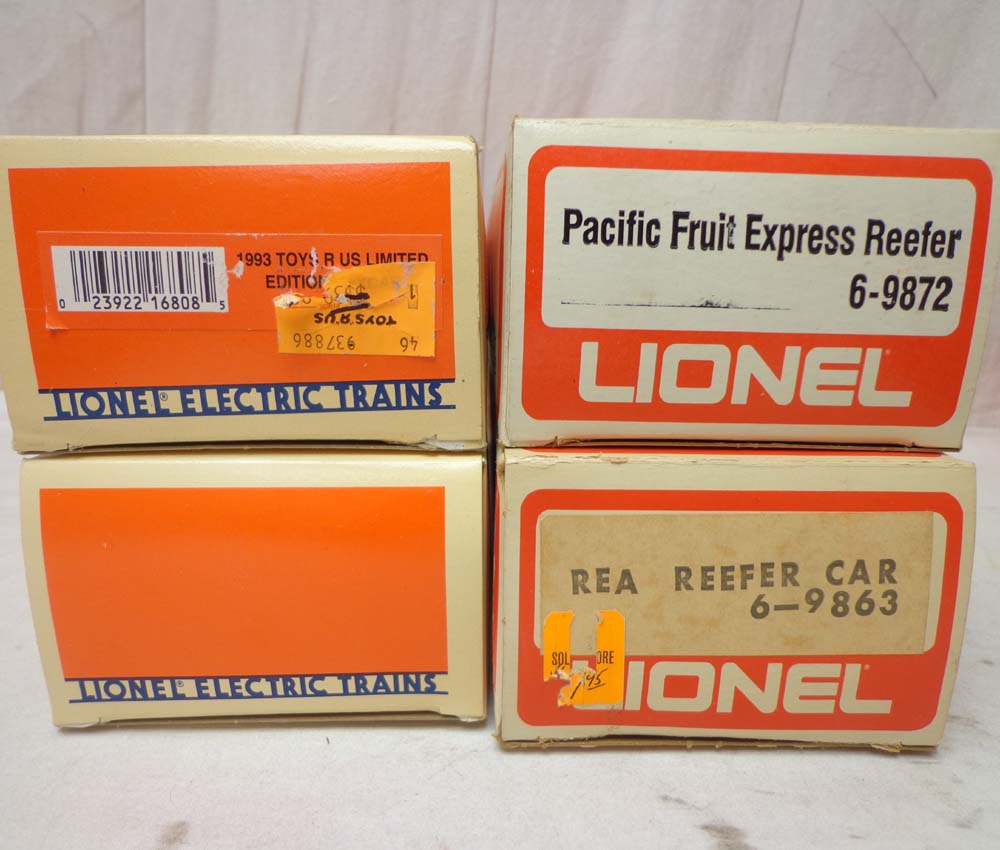 1993 TOYS R US LIMITED
EDITION
0 23922 16808 5
TOYS R US
937886
46
LIONEL® ELECTRIC TRAINS
Pacific Fruit Express Reefer
6-9872
LIONEL
LIONEL® ELECTRIC TRAINS
REA REEFER CAR
6-9863
LIONEL